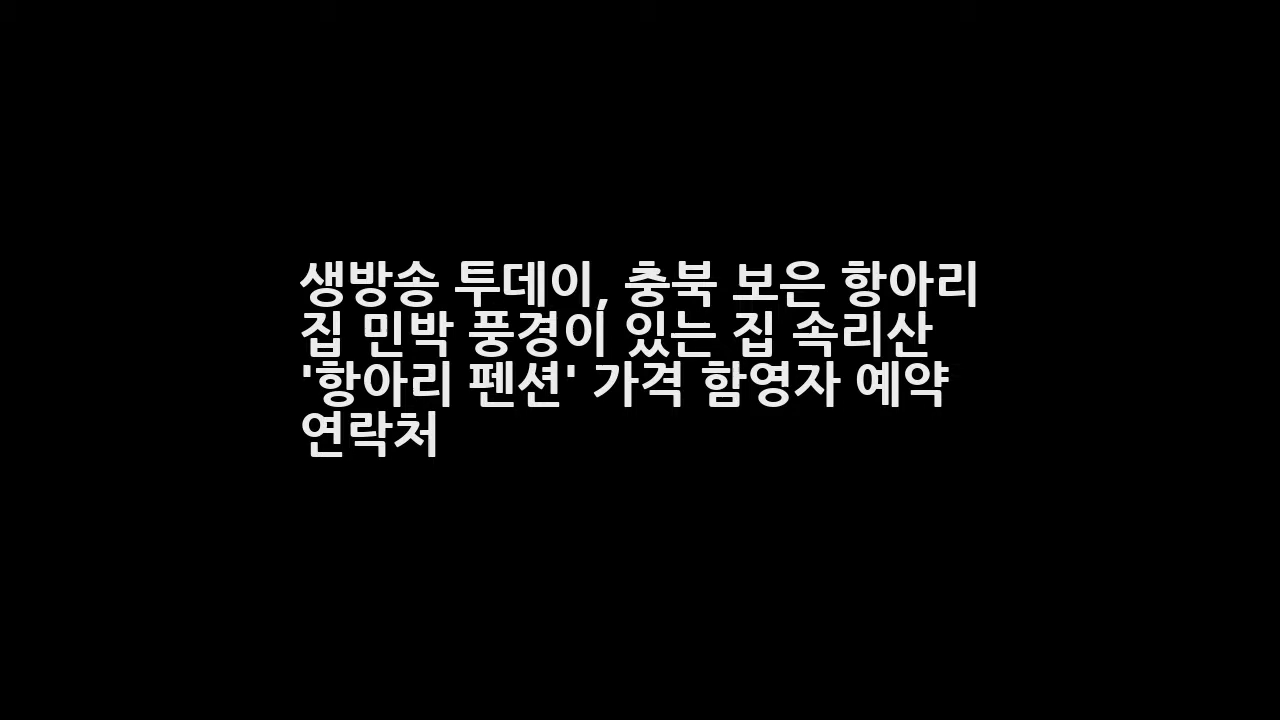 생방송 투데이, 충북 보은 항아리
집 민박 풍경이 있는 집 속리산
'항아리 펜션' 가격 함영자 예약
연락처